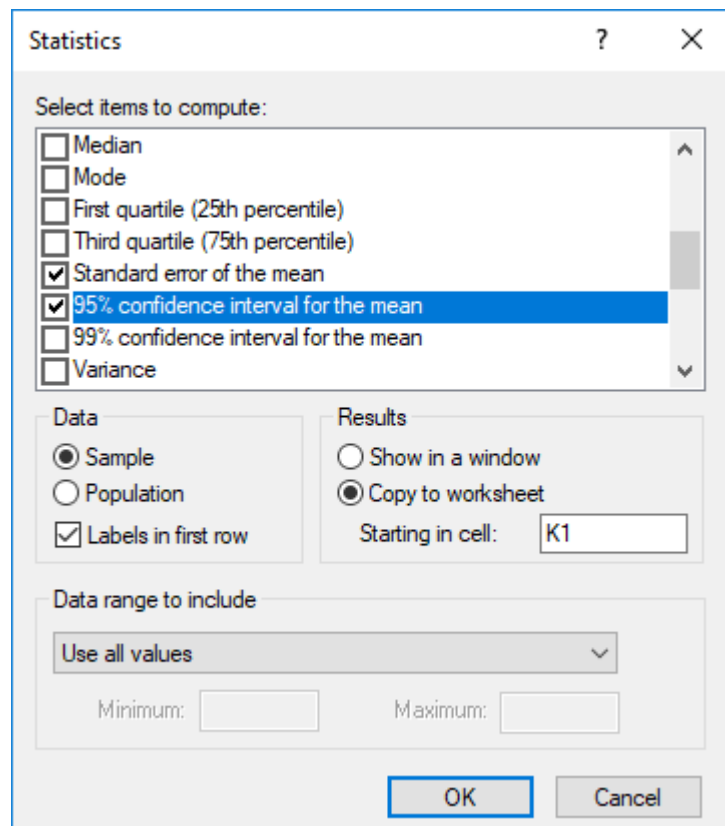 Statistics ?
Select items to compute:
Median
Mode
First quartile (25th percentile)
Third quartile (75th percentile)
Standard error of the mean
95% confidence interval for the mean
99% confidence interval for the mean
Variance
Data
Sample
Population
Labels in first row
Results
Show in a window
Copy to worksheet
Starting in cell: K1
Data range to include
Use all values
Minimum: Maximum:
OK Cancel